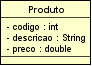 Produto
- codigo : int
- descricao : String
- preco : double